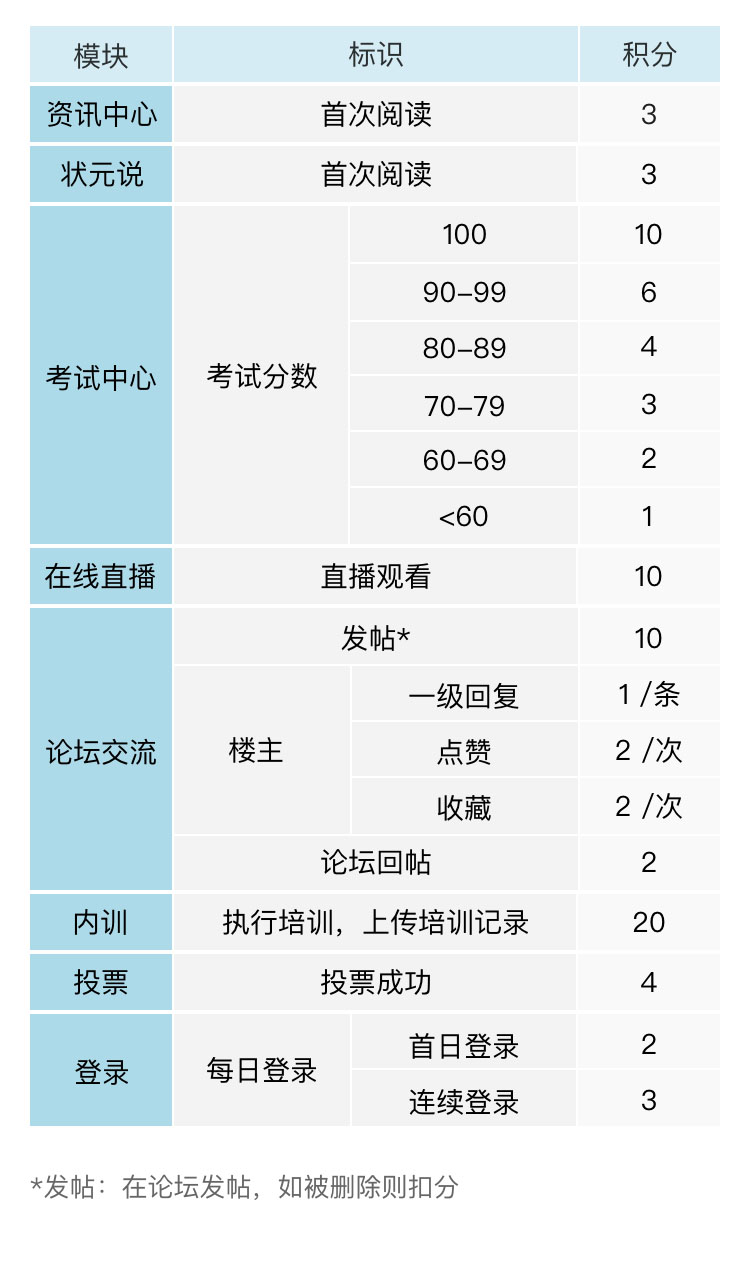 模块 标识 积分
资讯中心 首次阅读 3
状元说 首次阅读 3
考试中心 考试分数
100 10
90–99 6
80–89 4
70–79 3
60–69 2
<60 1
在线直播 直播观看 10
论坛交流
发帖* 10
楼主
一级回复 1 /条
点赞 2 /次
收藏 2 /次
论坛回帖 2
内训 执行培训，上传培训记录 20
投票 投票成功 4
登录 每日登录
首日登录 2
连续登录 3
*发帖：在论坛发帖，如被删除则扣分